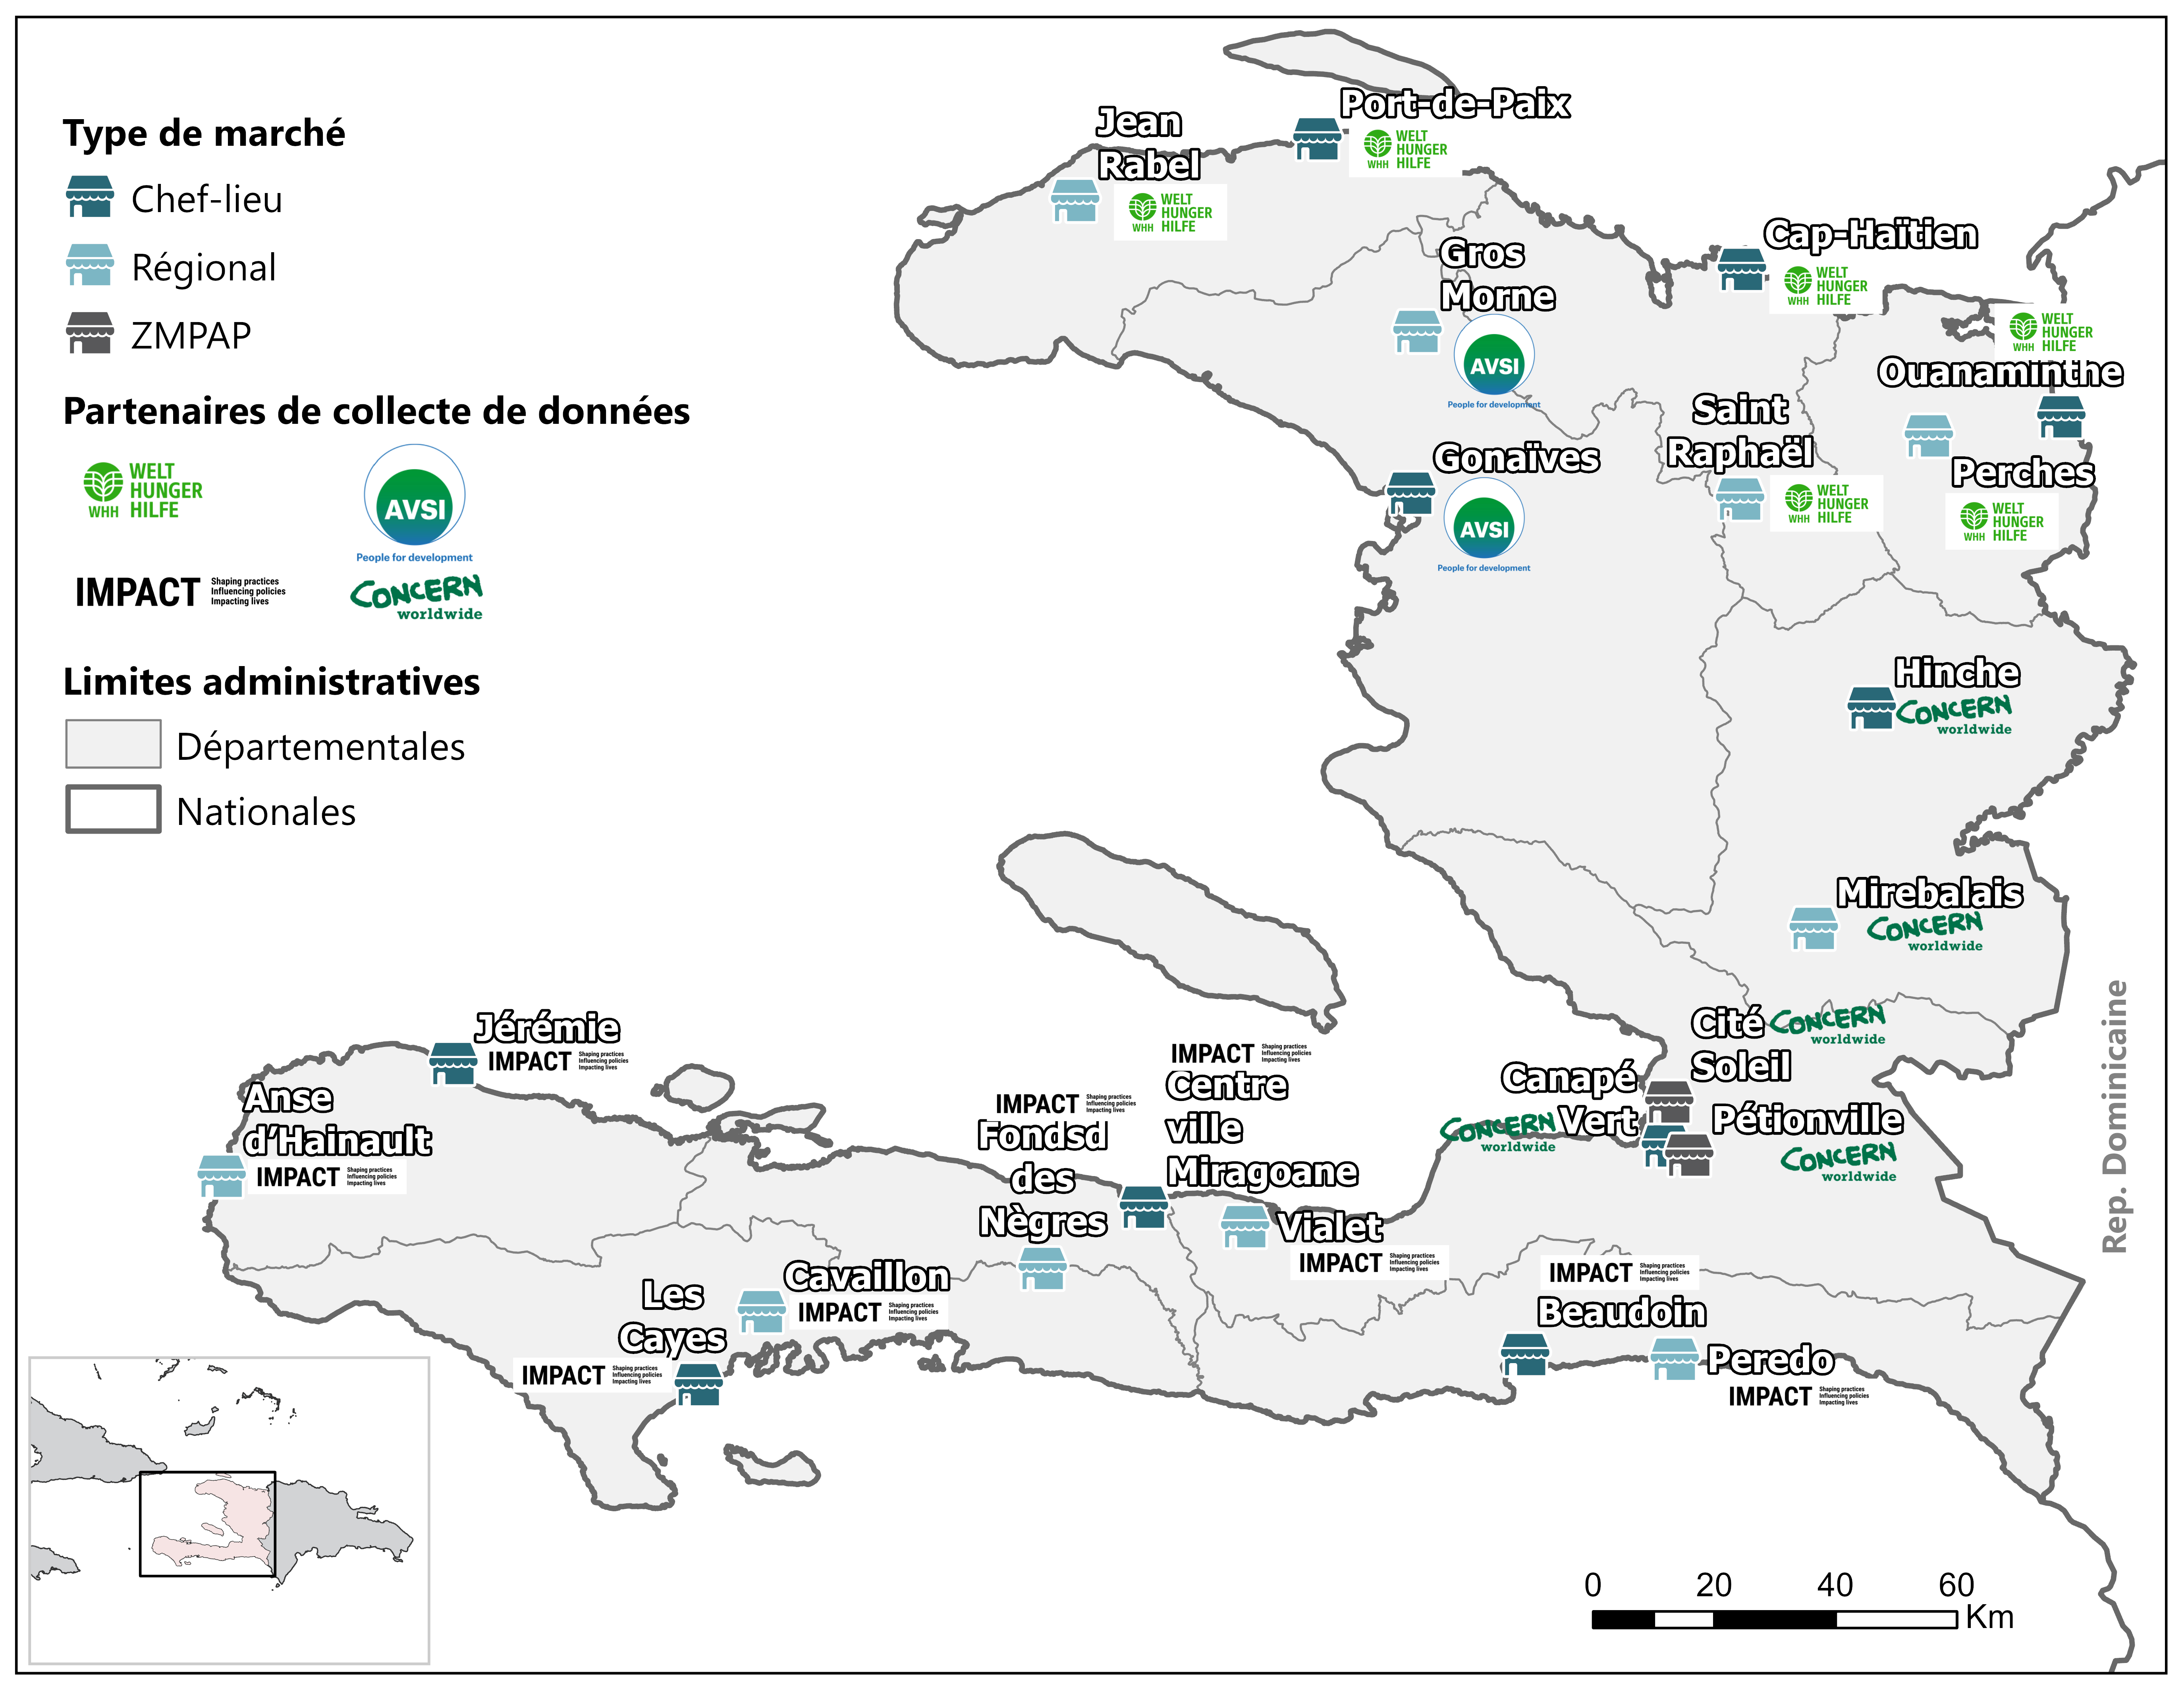 Type de marché
Chef-lieu
Régional
ZMPAP
Partenaires de collecte de données
WHH
WELT
HUNGER
HILFE
AVSI
People for development
IMPACT
Shaping practices
Influencing policies
Impacting lives
CONCERN
worldwide
Limites administratives
Départementales
Nationales
Port-de-Paix
WHH
WELT
HUNGER
HILFE
Jean
Rabel
WHH
WELT
HUNGER
HILFE
Cap-Haïtien
WHH
WELT
HUNGER
HILFE
Gros
Morne
AVSI
People for development
WHH
WELT
HUNGER
HILFE
Ouanaminthe
Saint
Raphaël
WHH
WELT
HUNGER
HILFE
Perches
WHH
WELT
HUNGER
HILFE
Gonaïves
AVSI
People for development
Hinche
CONCERN
worldwide
Mirebalais
CONCERN
worldwide
Cité
Soleil
CONCERN
worldwide
Canapé
Vert
CONCERN
worldwide
Pétionville
CONCERN
worldwide
Rep. Dominicaine
Jérémie
IMPACT
Shaping practices
Influencing policies
Impacting lives
Anse
d'Hainault
IMPACT
Shaping practices
Influencing policies
Impacting lives
IMPACT
Shaping practices
Influencing policies
Impacting lives
Centre
ville
Miragoane
IMPACT
Shaping practices
Influencing policies
Impacting lives
Fondsd
des
Nègres
Vialet
IMPACT
Shaping practices
Influencing policies
Impacting lives
Cavaillon
IMPACT
Shaping practices
Influencing policies
Impacting lives
Les
Cayes
IMPACT
Shaping practices
Influencing policies
Impacting lives
IMPACT
Shaping practices
Influencing policies
Impacting lives
Beaudoin
Peredo
IMPACT
Shaping practices
Influencing policies
Impacting lives
0 20 40 60
Km